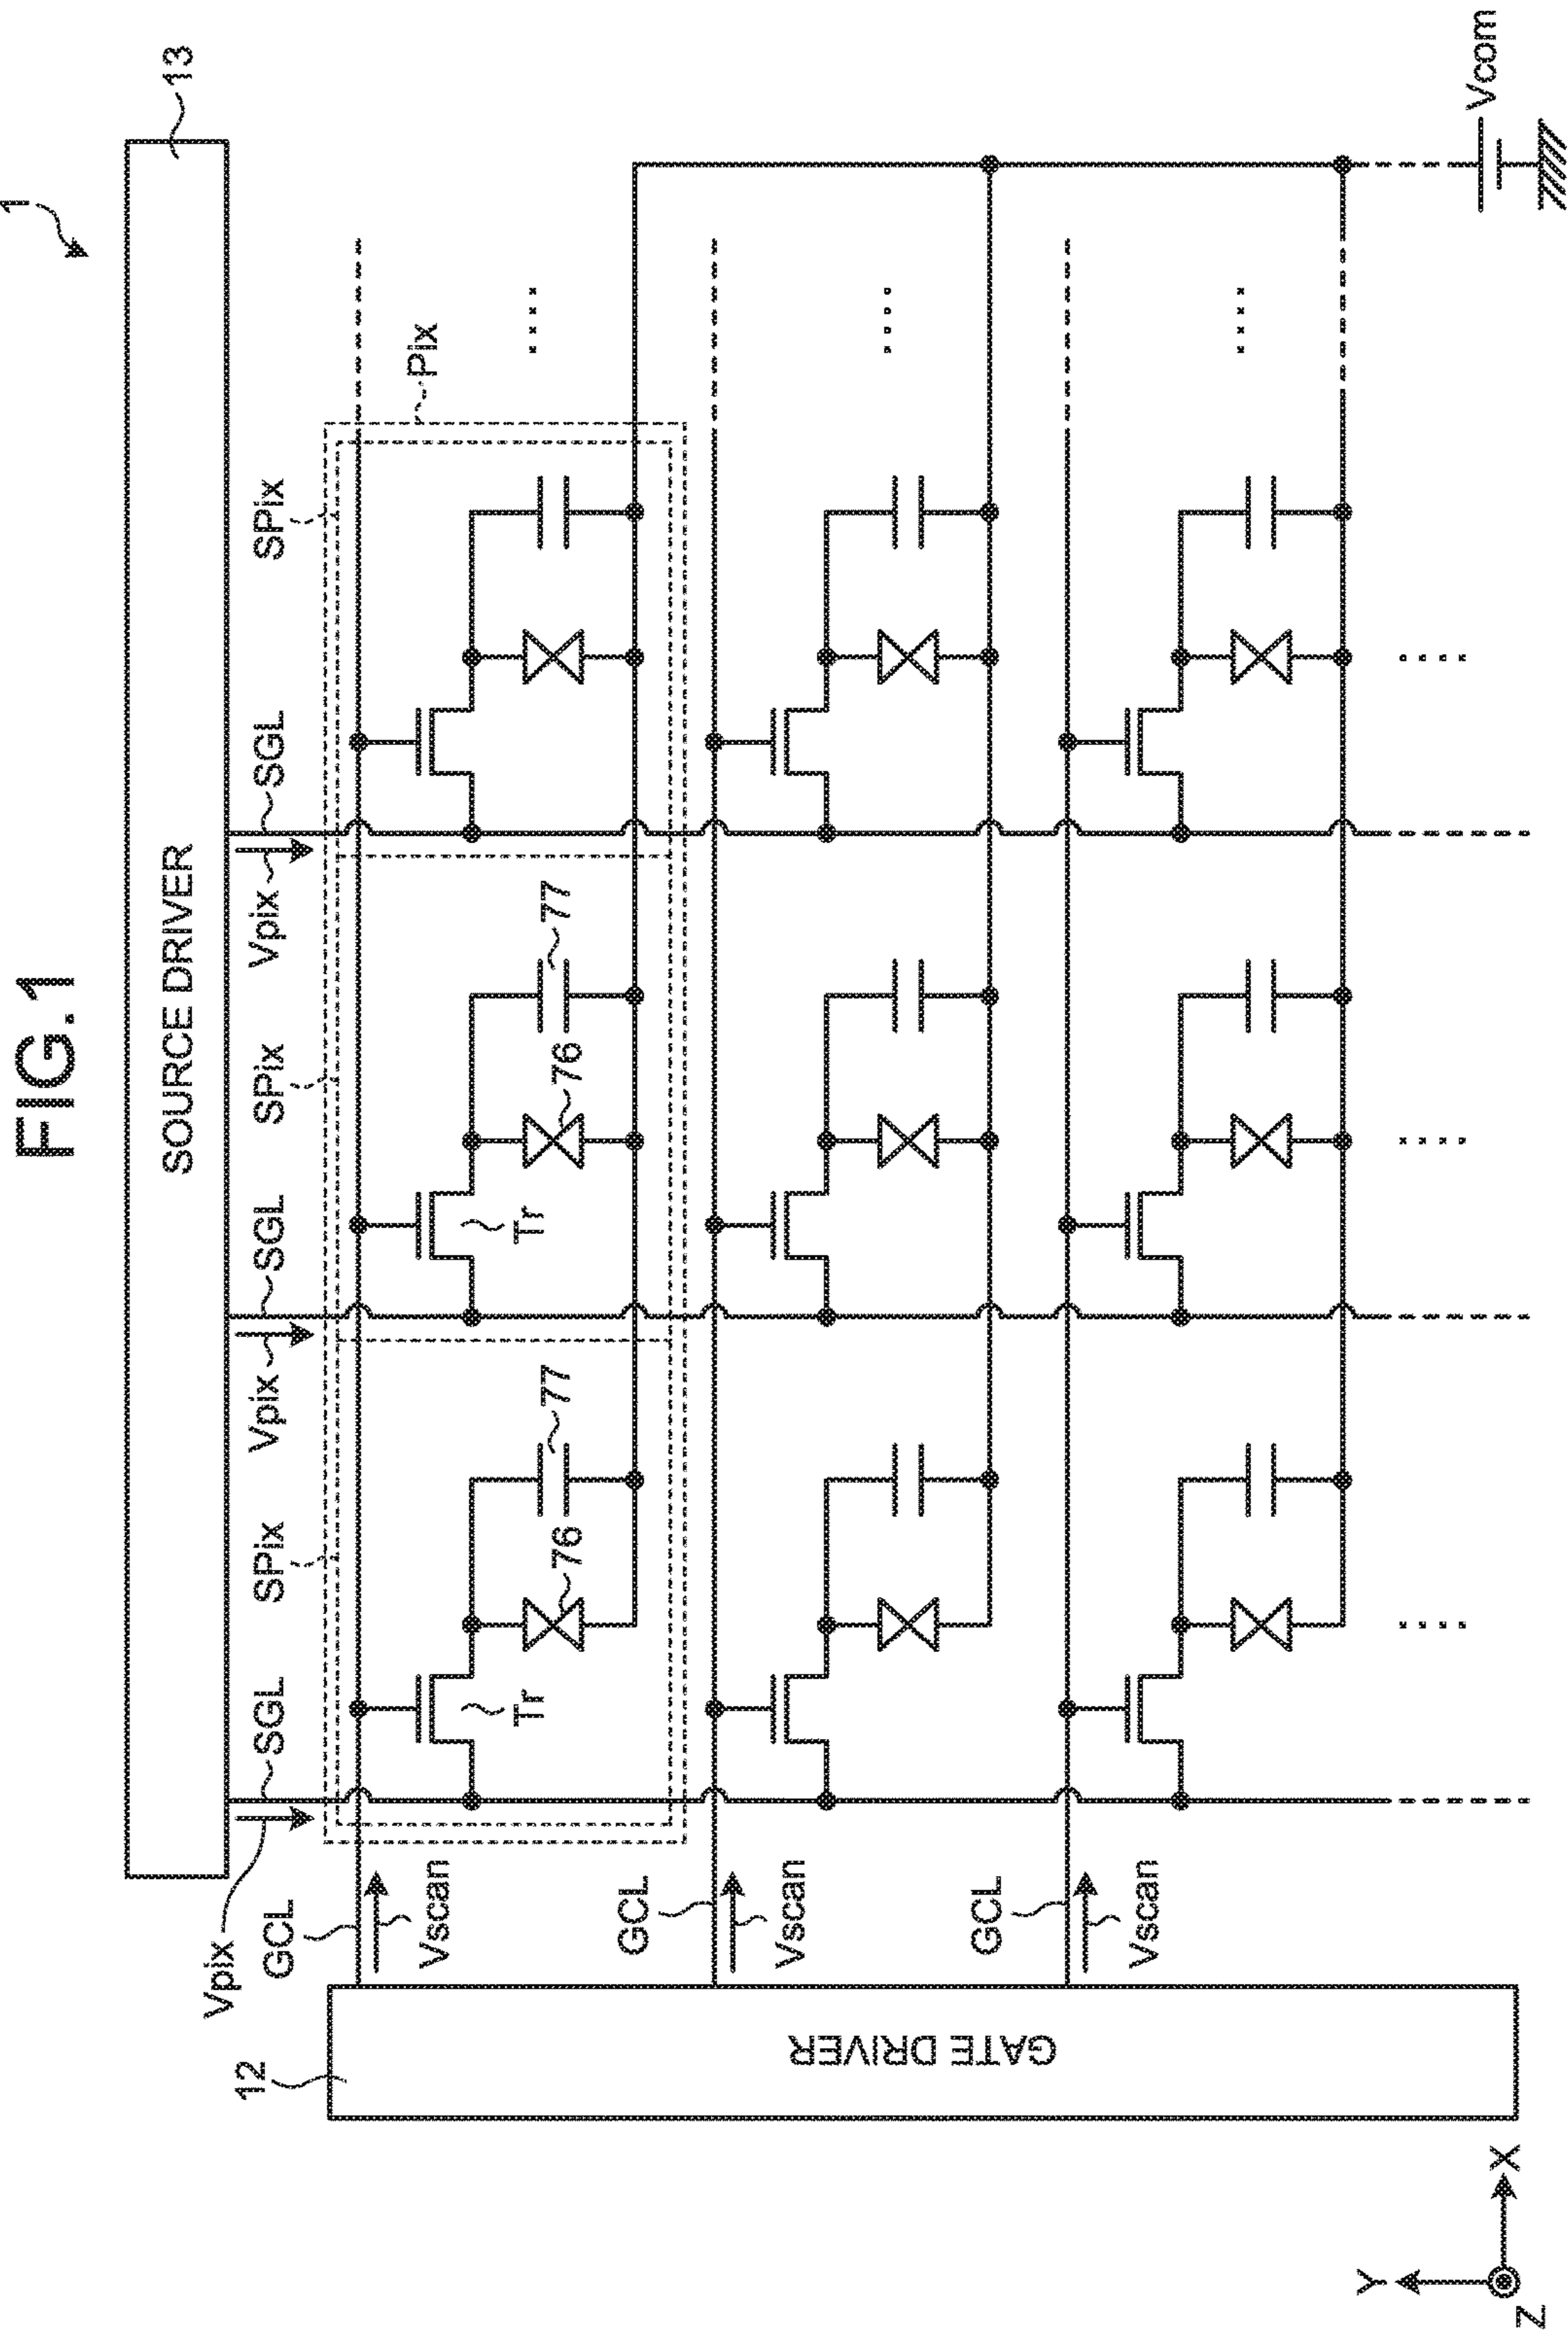 FIG.1
1
13
SOURCE DRIVER
Vpix
SGL
SPix
Vpix
SGL
SPix
Vpix
SGL
SPix
Pix
12
GCL
Vscan
Tr
76
77
Tr
76
77
GCL
Vscan
GCL
Vscan
GATE DRIVER
Vcom
Y
X
Z